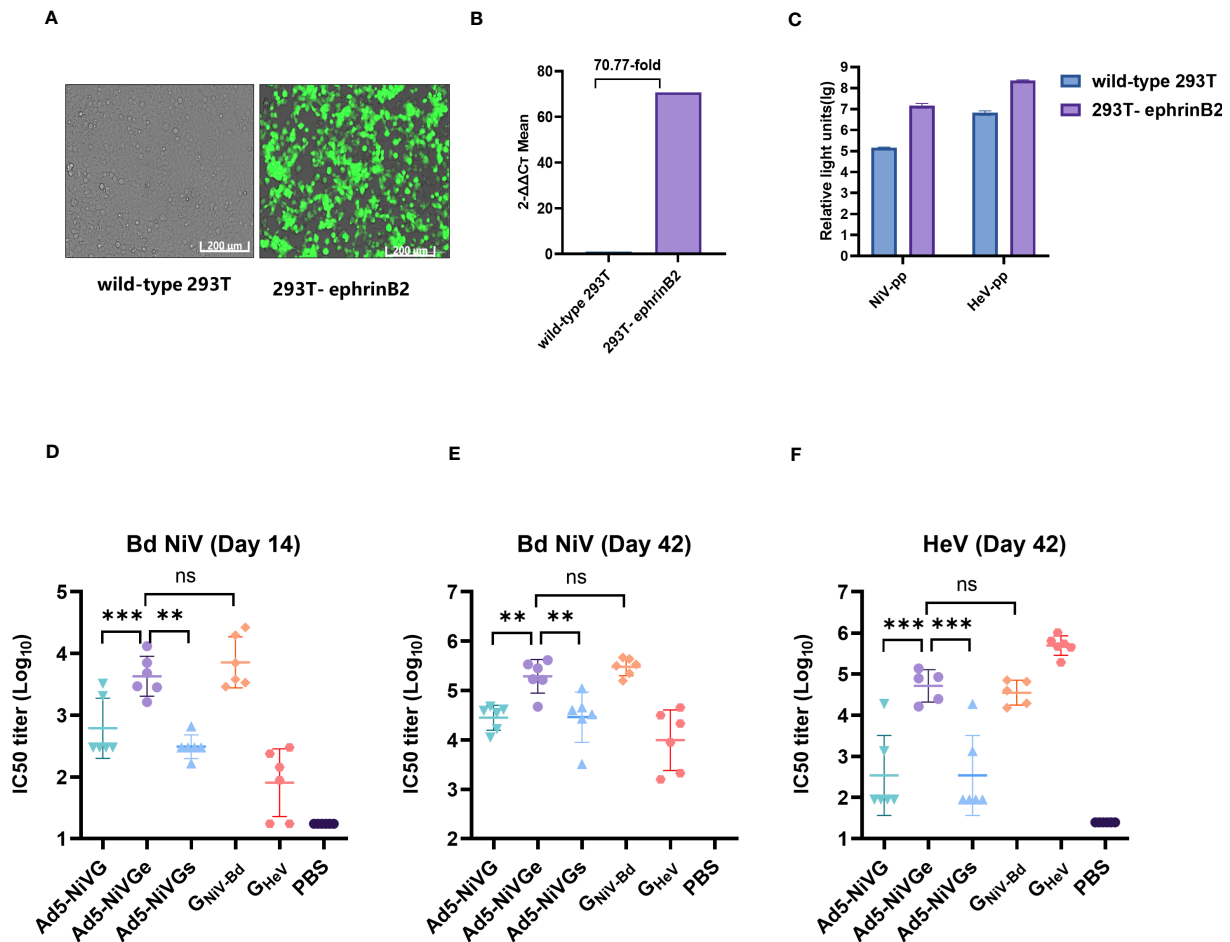 A
B
C
200 μm
200 μm
wild-type 293T
293T- ephrinB2
70.77-fold
80
60
40
20
0
2-ΔΔCT Mean
wild-type 293T
293T- ephrinB2
9
8
7
6
5
4
3
2
1
0
Relative light units(lg)
NiV-pp
HeV-pp
wild-type 293T
293T- ephrinB2
D
E
F
Bd NiV (Day 14)
ns
*** **
5
4
3
2
1
IC50 titer (Log10)
Ad5-NiVG
Ad5-NiVGe
Ad5-NiVGs
GNiV-Bd
GHeV
PBS
Bd NiV (Day 42)
ns
** **
7
6
5
4
3
2
IC50 titer (Log10)
Ad5-NiVG
Ad5-NiVGe
Ad5-NiVGs
GNiV-Bd
GHeV
PBS
HeV (Day 42)
ns
*** ***
7
6
5
4
3
2
1
IC50 titer (Log10)
Ad5-NiVG
Ad5-NiVGe
Ad5-NiVGs
GNiV-Bd
GHeV
PBS